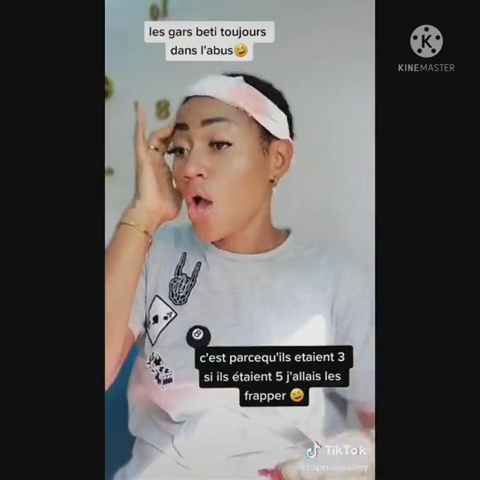 les gars beti toujours
dans l'abus🤣
KINEMASTER
8
c'est parcequ'ils etaient 3
si ils étaient 5 j'allais les
frapper 🤣
TikTok